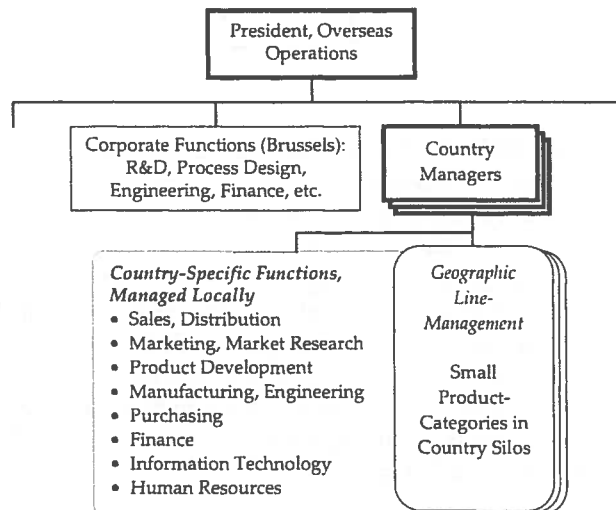 President, Overseas
Operations
Corporate Functions (Brussels):
R&D, Process Design,
Engineering, Finance, etc.
Country
Managers
Country-Specific Functions,
Managed Locally
• Sales, Distribution
• Marketing, Market Research
• Product Development
• Manufacturing, Engineering
• Purchasing
• Finance
• Information Technology
• Human Resources
Geographic
Line-
Management
Small
Product-
Categories in
Country Silos